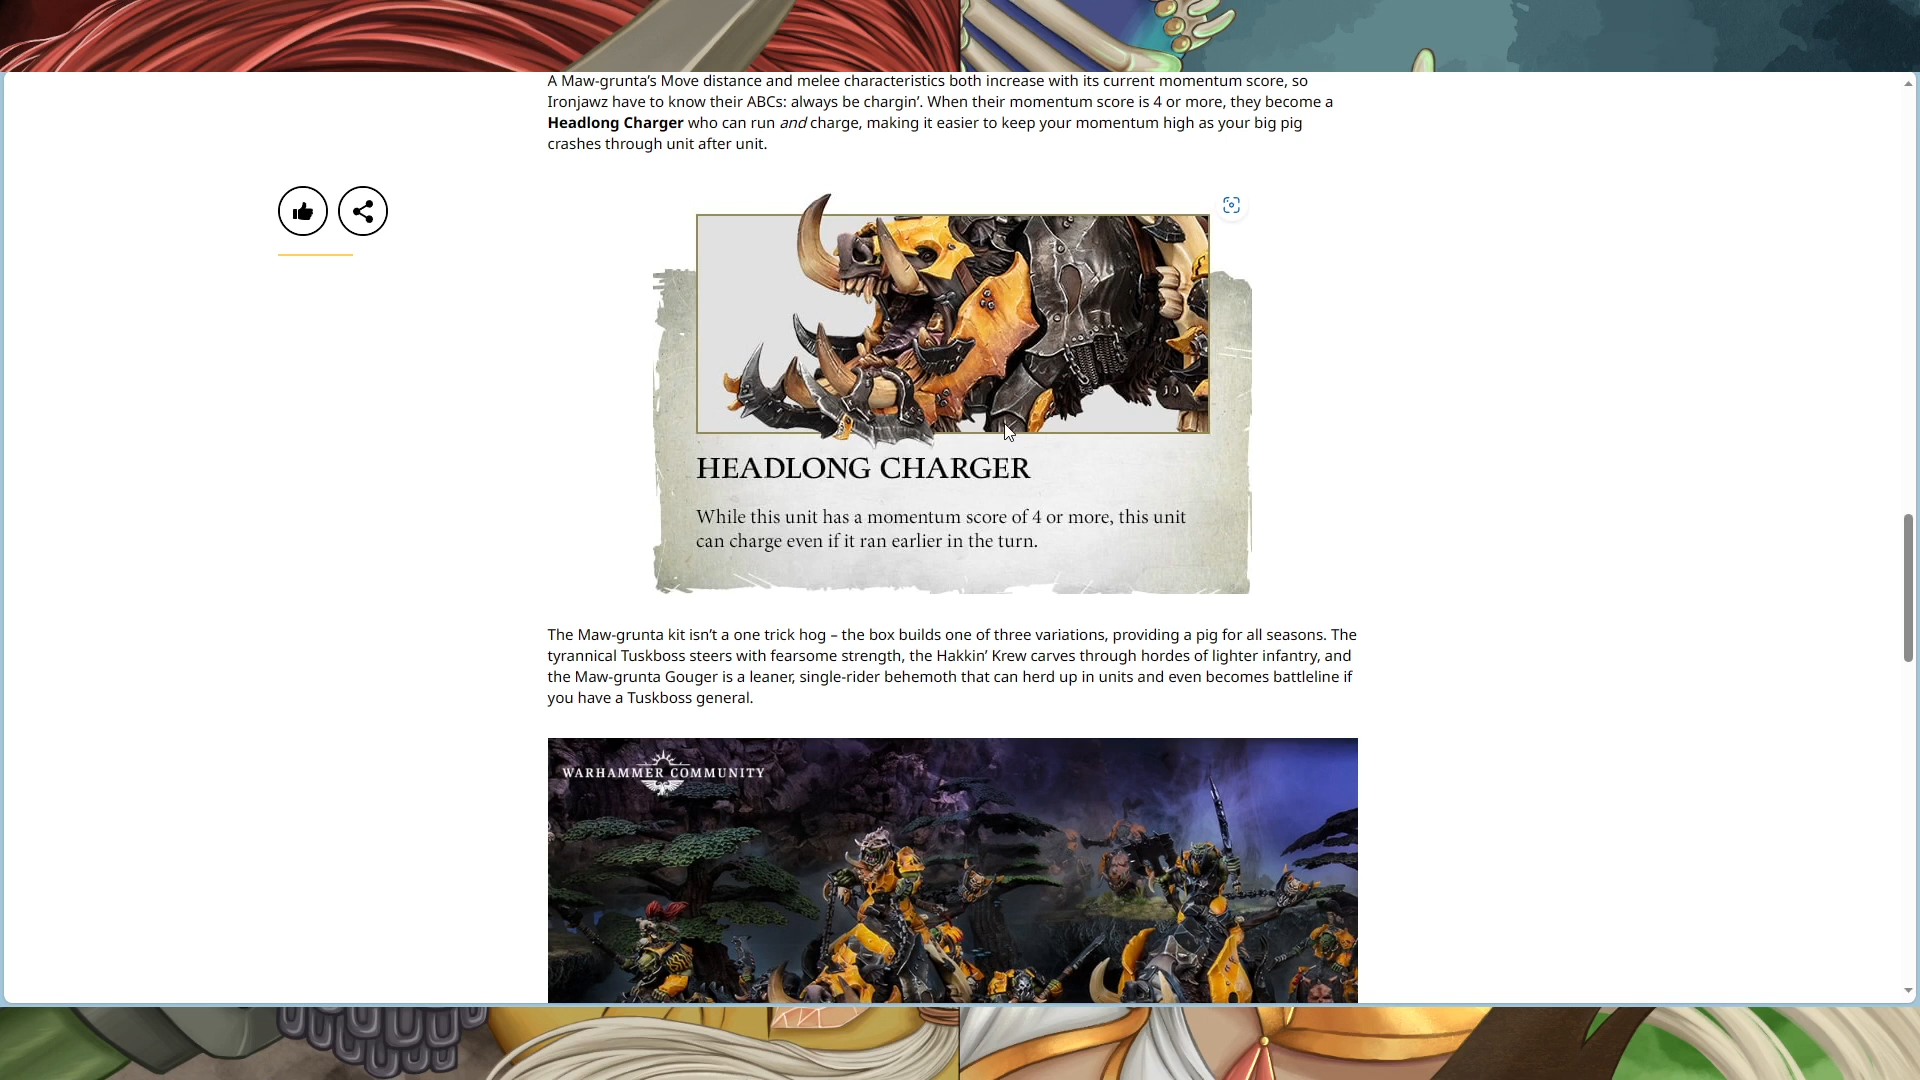 A Maw-grunta’s Move distance and melee characteristics both increase with its current momentum score, so
Ironjawz have to know their ABCs: always be chargin’. When their momentum score is 4 or more, they become a
Headlong Charger who can run and charge, making it easier to keep your momentum high as your big pig
crashes through unit after unit.
HEADLONG CHARGER
While this unit has a momentum score of 4 or more, this unit
can charge even if it ran earlier in the turn.
The Maw-grunta kit isn’t a one trick hog – the box builds one of three variations, providing a pig for all seasons. The
tyrannical Tuskboss steers with fearsome strength, the Hakkin’ Krew carves through hordes of lighter infantry, and
the Maw-grunta Gouger is a leaner, single-rider behemoth that can herd up in units and even becomes battleline if
you have a Tuskboss general.
WARHAMMER COMMUNITY